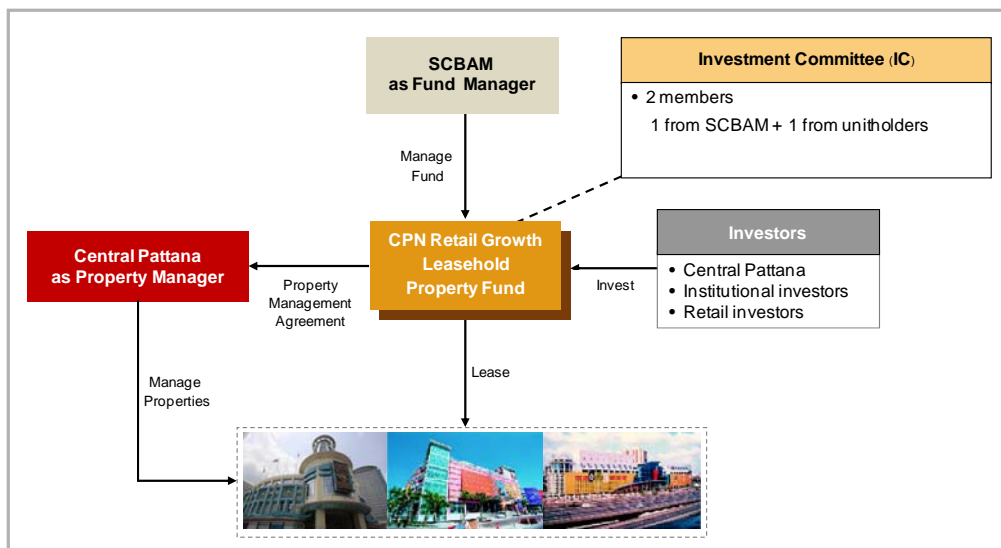 SCBAM
as Fund Manager
Investment Committee (IC)
• 2 members
1 from SCBAM + 1 from unitholders
Manage
Fund
Central Pattana
as Property Manager
CPN Retail Growth
Leasehold
Property Fund
Investors
• Central Pattana
• Institutional investors
• Retail investors
Property
Management
Agreement
Invest
Manage
Properties
Lease